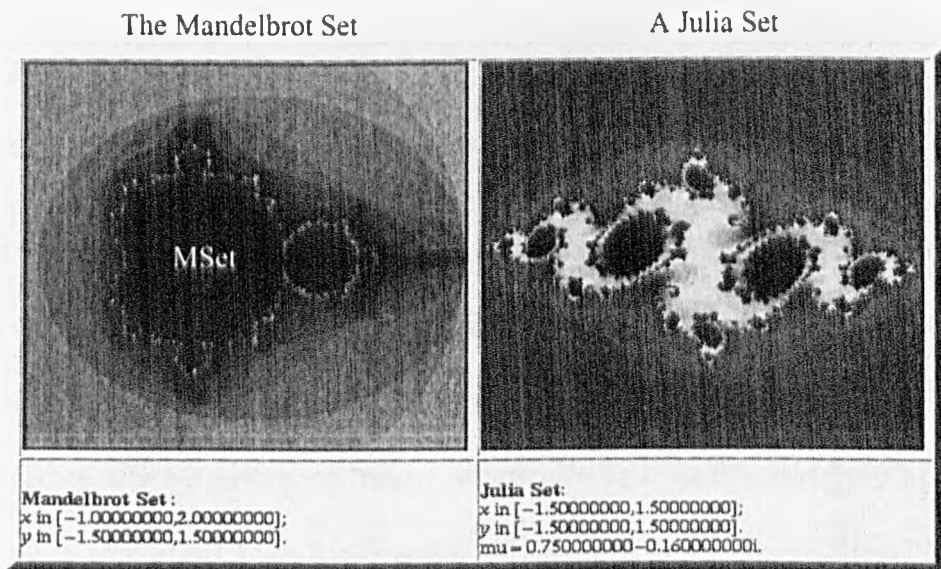 The Mandelbrot Set
A Julia Set
MSet
Mandelbrot Set:
x in [-1.00000000,2.00000000];
y in [-1.50000000,1.50000000].
Julia Set:
x in [-1.50000000,1.50000000];
y in [-1.50000000,1.50000000].
mu = 0.750000000-0.160000000i.